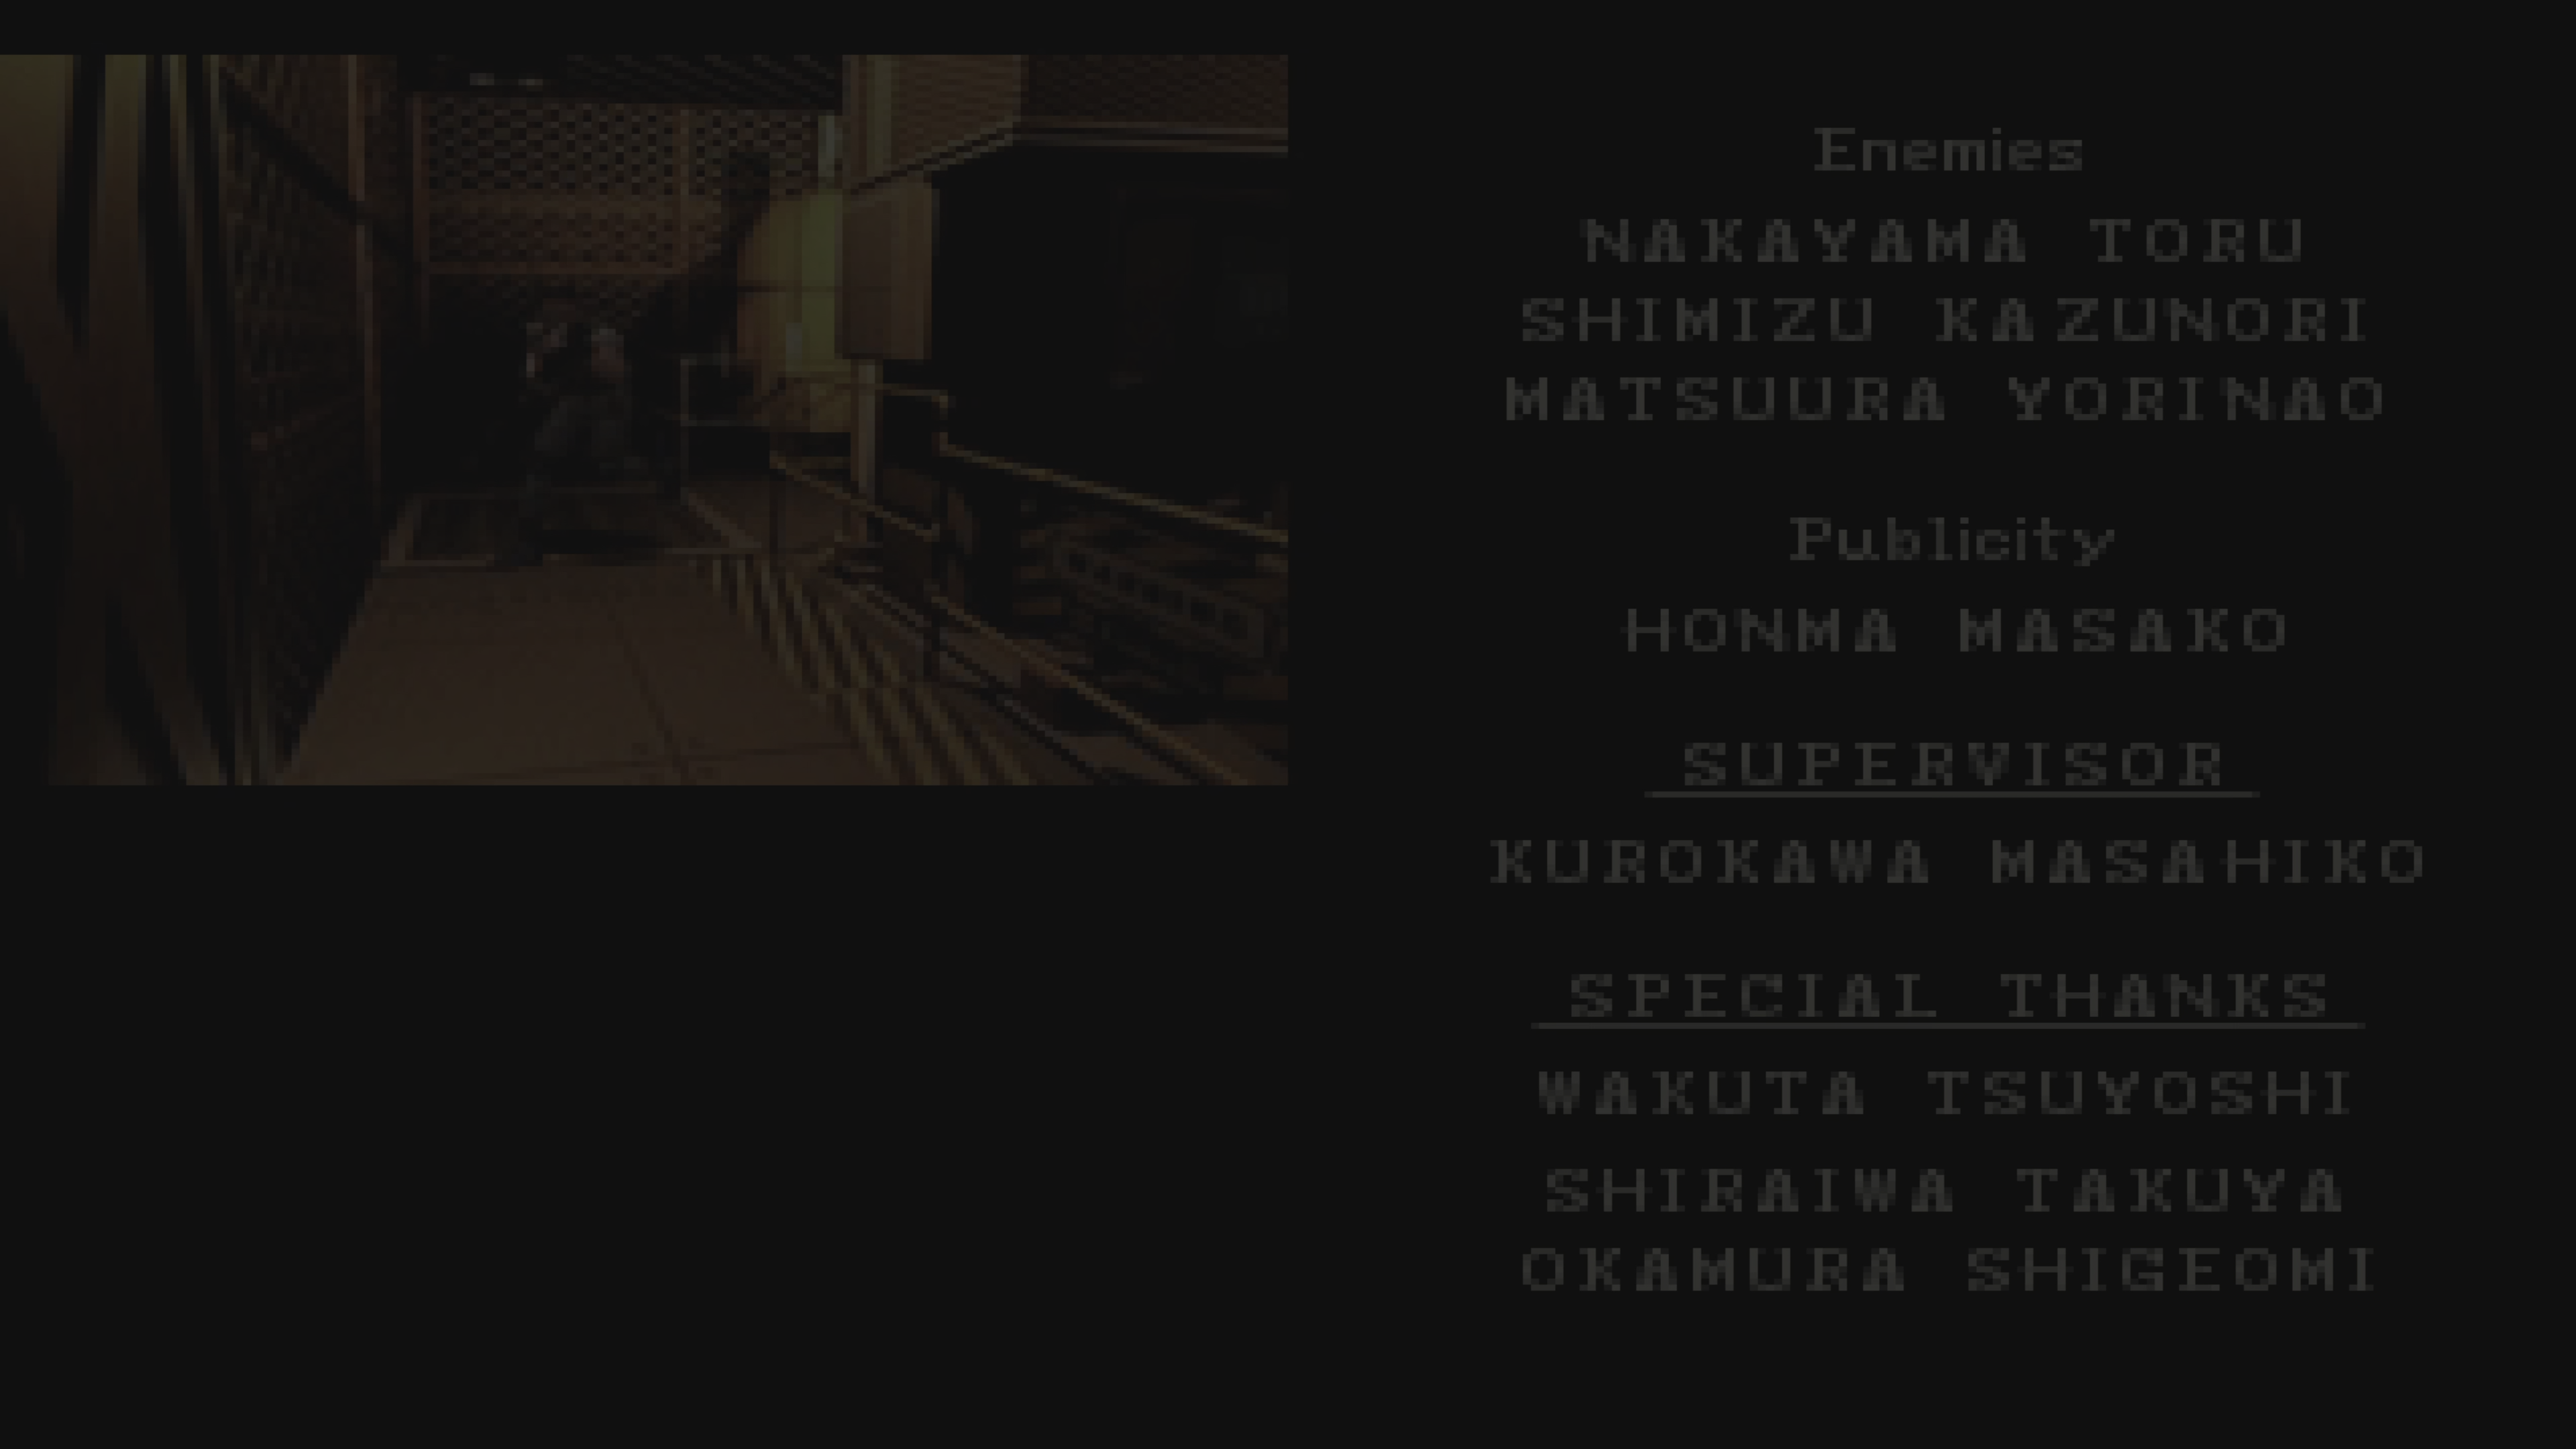 Enemies
NAKAYAMA TORU
SHIMIZU KAZUNORI
MATSUURA YORINAO
Publicity
HONMA MASAKO
SUPERVISOR
KUROKAWA MASAHIKO
SPECIAL THANKS
WAKUTA TSUYOSHI
SHIRAIWA TAKUYA
OKAMURA SHIGEOMI